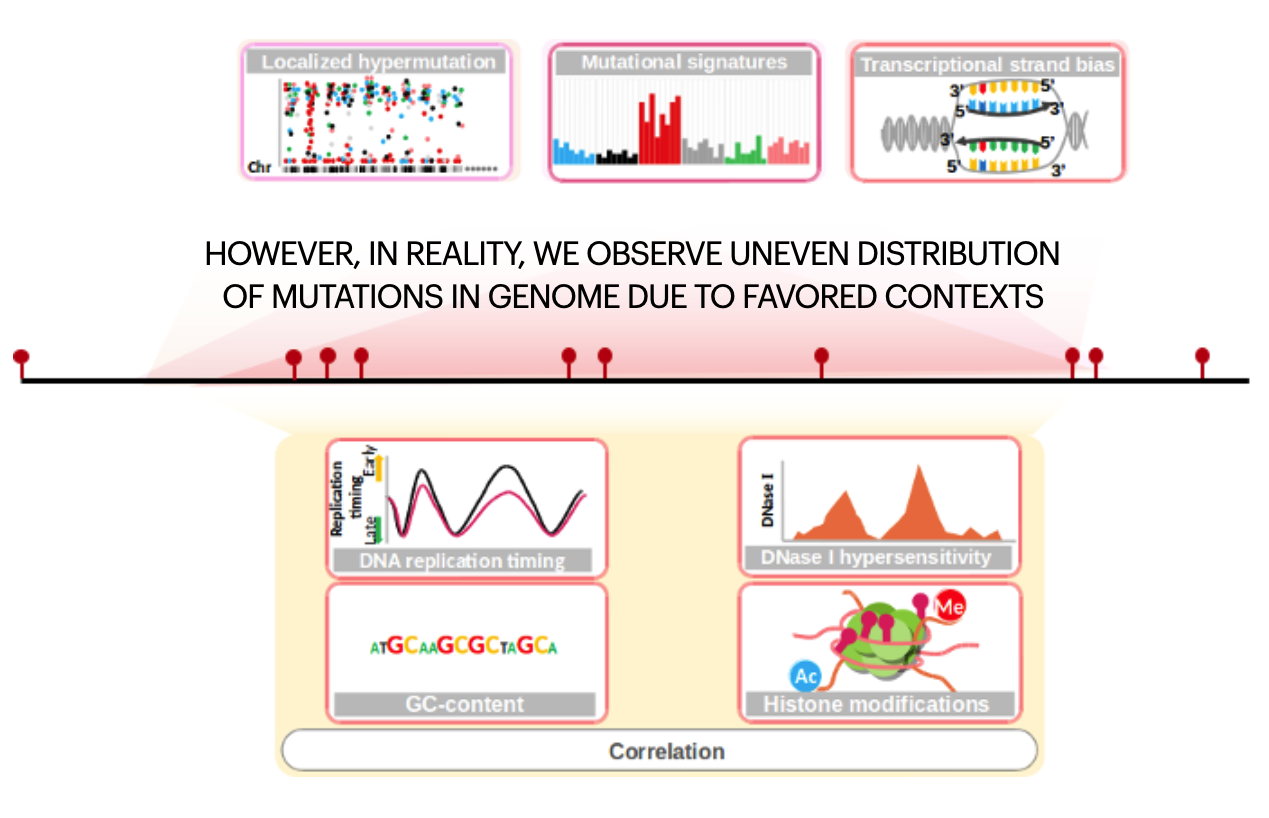 Localized hypermutation
Chr
Mutational signatures
Transcriptional strand bias
3' 5'
5' 3'
3' 5'
5' 3'
HOWEVER, IN REALITY, WE OBSERVE UNEVEN DISTRIBUTION
OF MUTATIONS IN GENOME DUE TO FAVORED CONTEXTS
Replication
timing
Late Early
DNA replication timing
DNase I
DNase I hypersensitivity
ATGCAAGCGCTAGCA
GC-content
Me
Ac
Histone modifications
Correlation